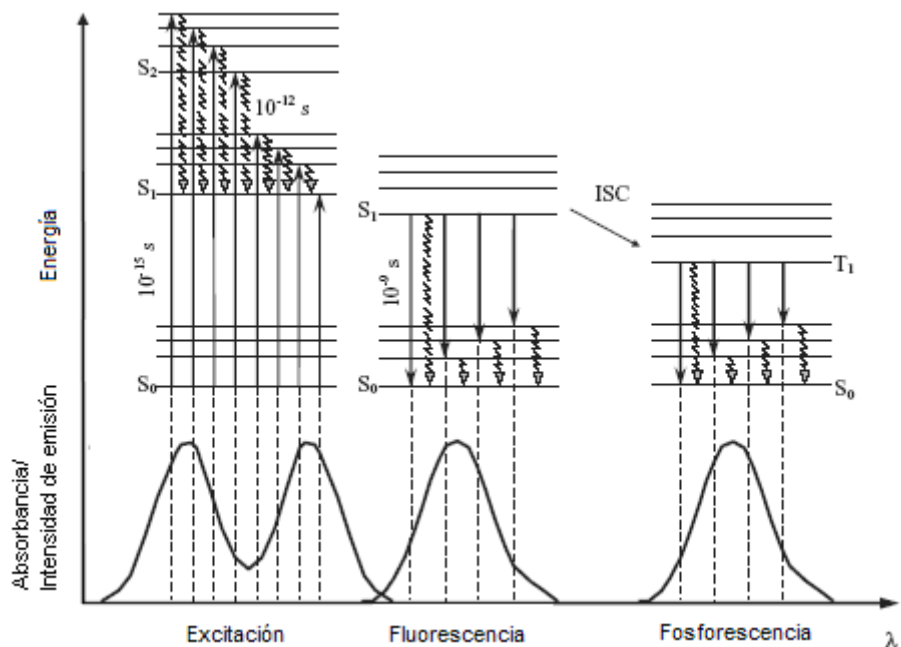 Energía
Absorbancia/
Intensidad de emisión
S₂
10⁻¹² s
S₁
10⁻¹⁵ s
S₀
S₁
10⁻⁹ s
S₀
ISC
T₁
S₀
Excitación
Fluorescencia
Fosforescencia
λ